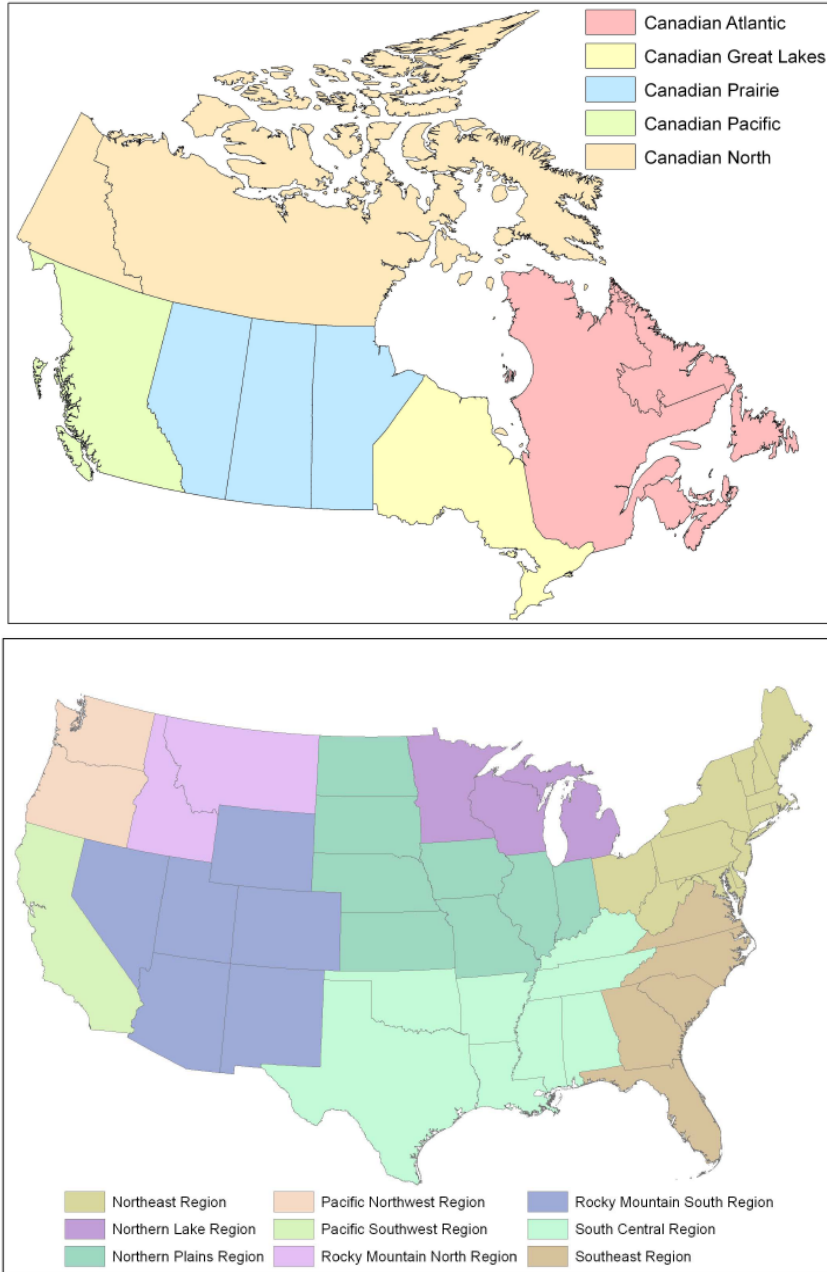 Canadian Atlantic
Canadian Great Lakes
Canadian Prairie
Canadian Pacific
Canadian North
Northeast Region
Pacific Northwest Region
Rocky Mountain South Region
Northern Lake Region
Pacific Southwest Region
South Central Region
Northern Plains Region
Rocky Mountain North Region
Southeast Region